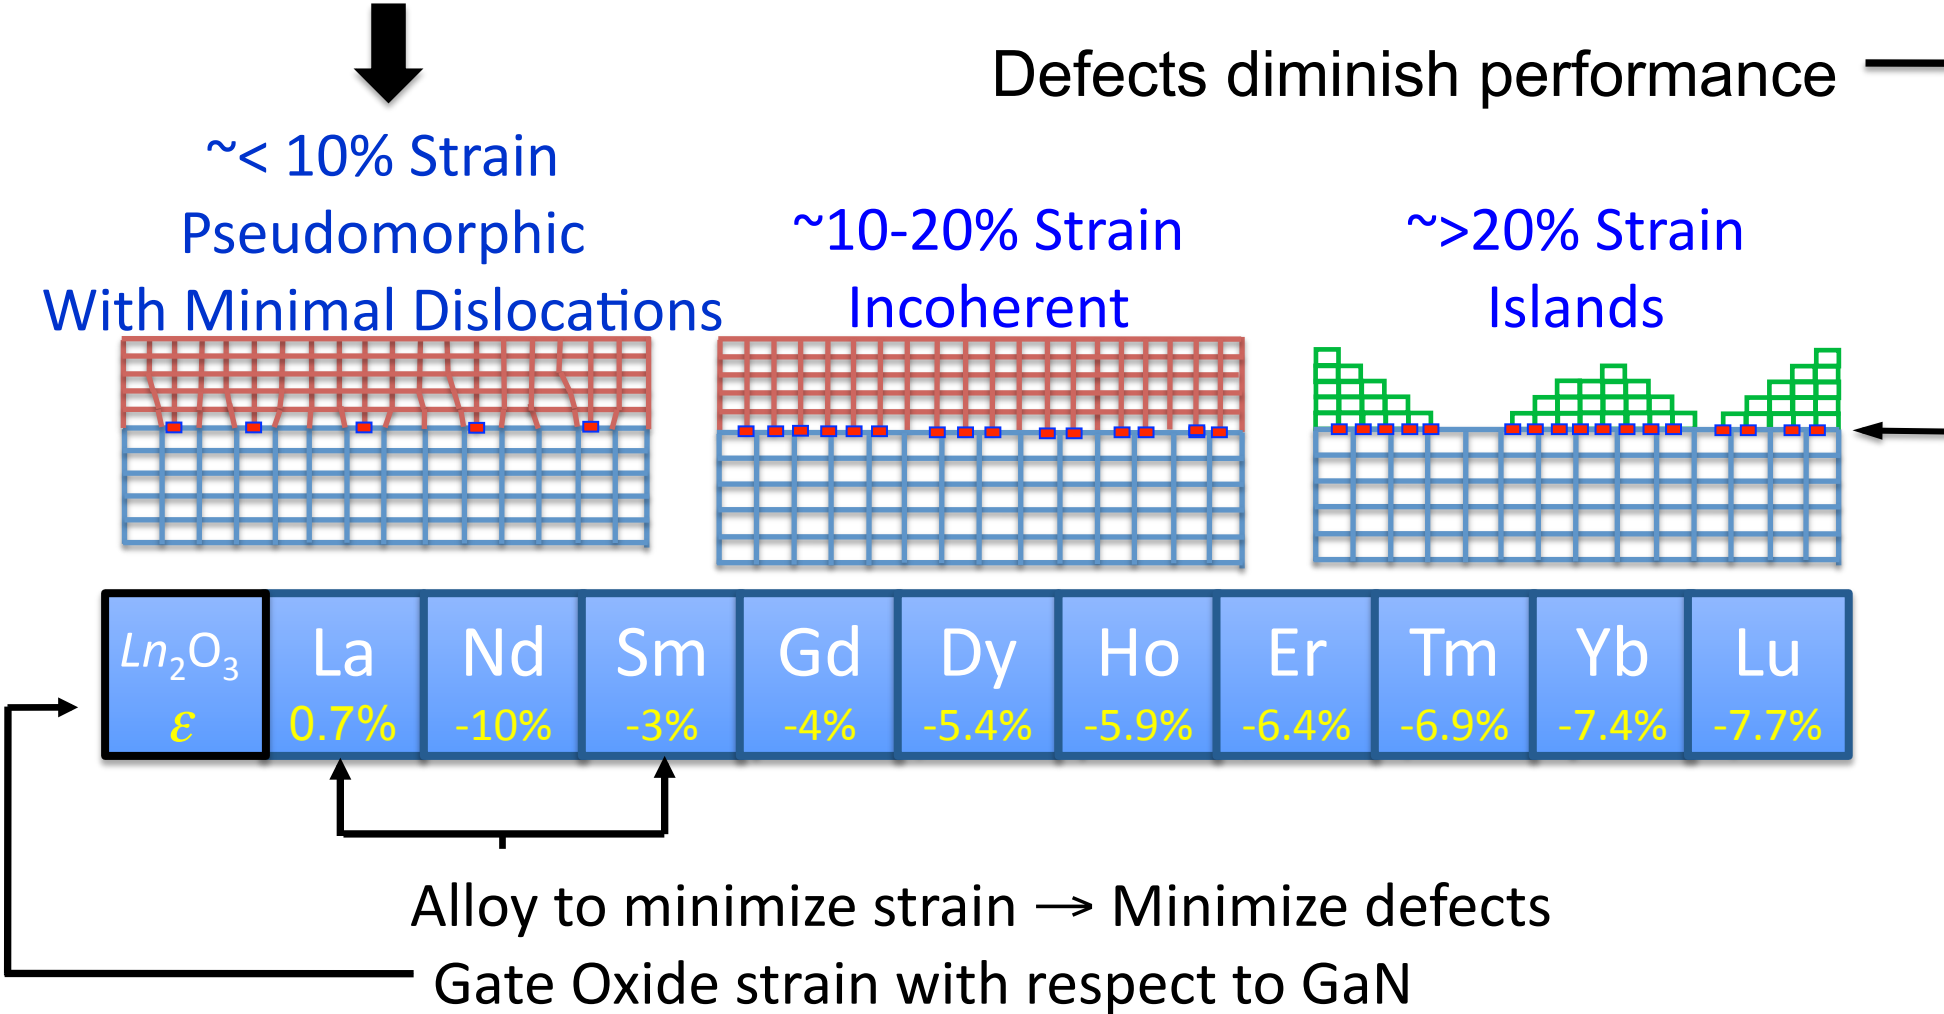 Defects diminish performance
~< 10% Strain
Pseudomorphic
With Minimal Dislocations
~10-20% Strain
Incoherent
~>20% Strain
Islands
Ln₂O₃ La Nd Sm Gd Dy Ho Er Tm Yb Lu
ε 0.7% -10% -3% -4% -5.4% -5.9% -6.4% -6.9% -7.4% -7.7%
Alloy to minimize strain → Minimize defects
Gate Oxide strain with respect to GaN